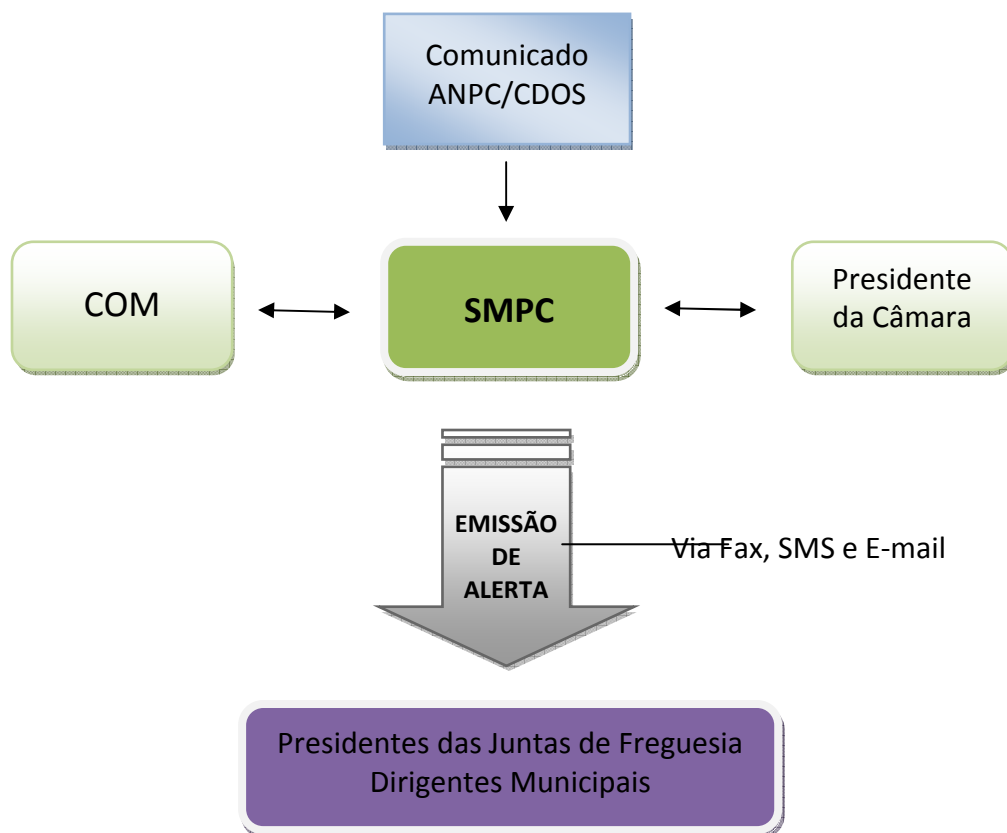 Comunicado
ANPC/CDOS
COM
SMPC
Presidente
da Câmara
EMISSÃO
DE
ALERTA
Via Fax, SMS e E-mail
Presidentes das Juntas de Freguesia
Dirigentes Municipais